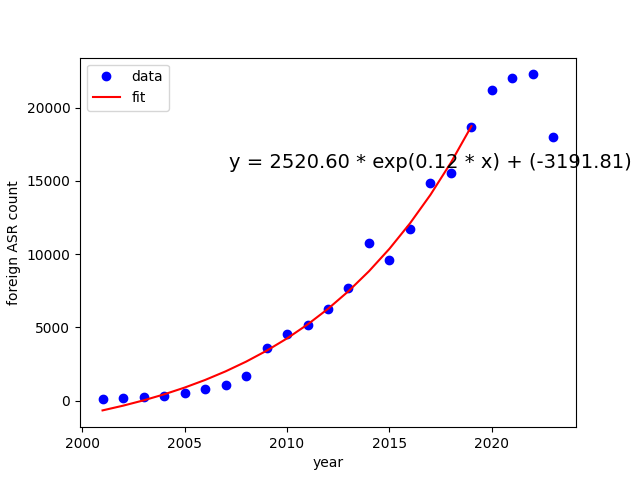 data
fit
y = 2520.60 * exp(0.12 * x) + (-3191.81)
20000
15000
10000
5000
0
foreign ASR count
2000 2005 2010 2015 2020
year